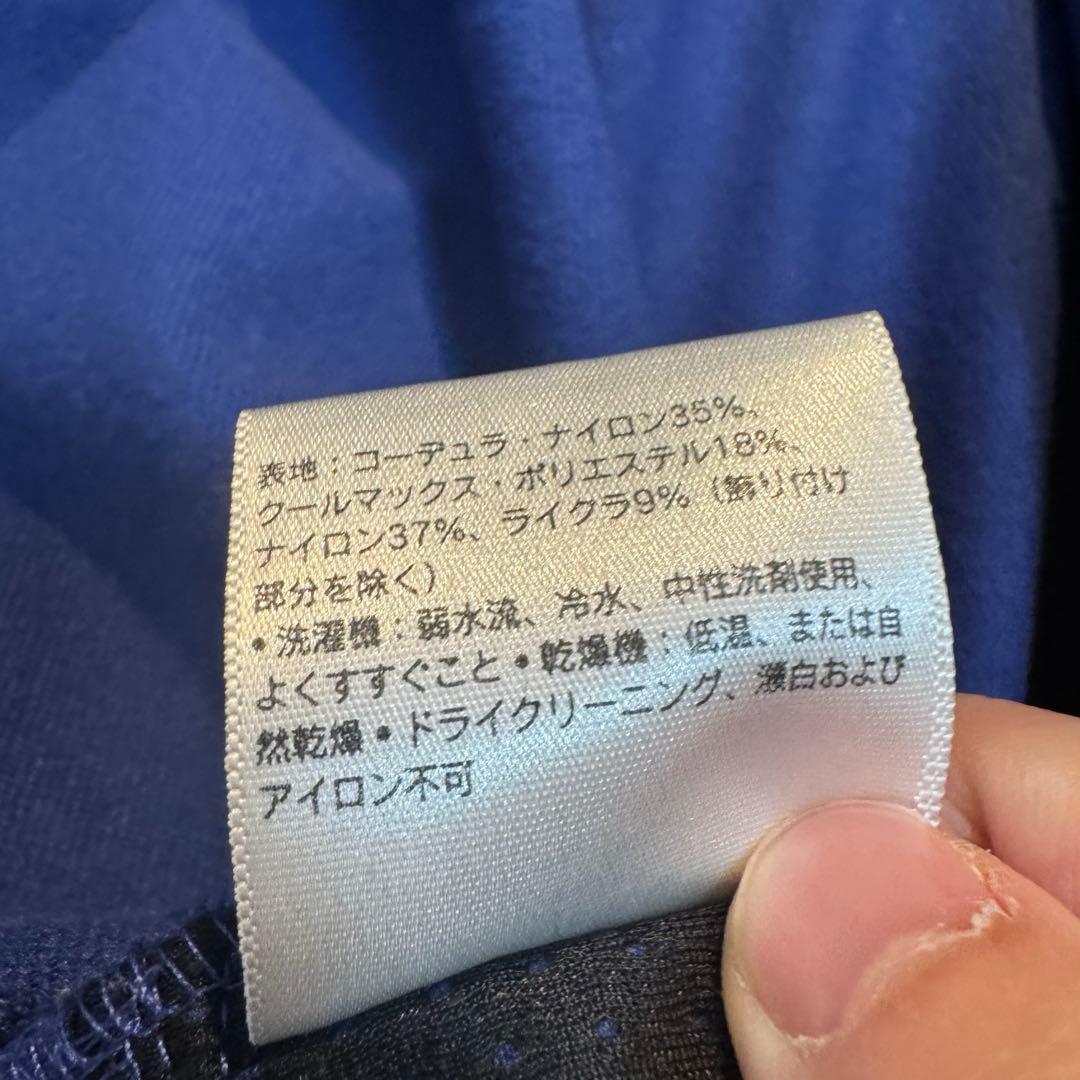 表地：コーデュラ・ナイロン35%、
クールマックス・ポリエステル18%、
ナイロン37%、ライクラ9%（飾り付け
部分を除く）
•洗濯機：弱水流、冷水、中性洗剤使用、
よくすすぐこと•乾燥機：低温、または自
然乾燥•ドライクリーニング、漂白および
アイロン不可